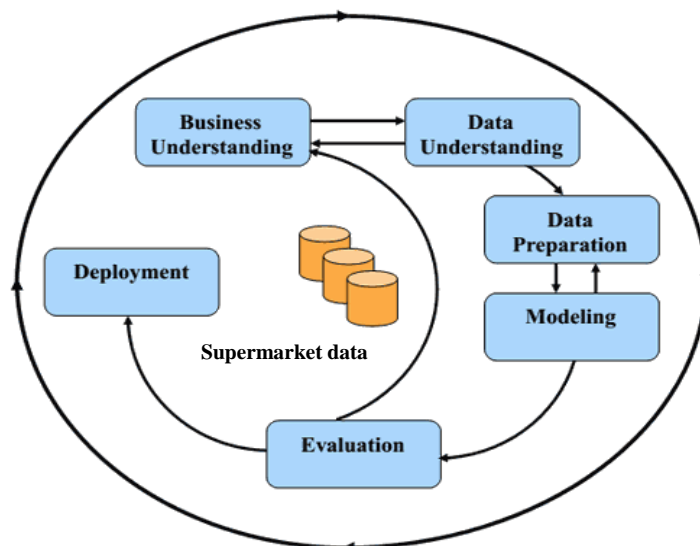 Business
Understanding
Data
Understanding
Data
Preparation
Deployment
Modeling
Supermarket data
Evaluation